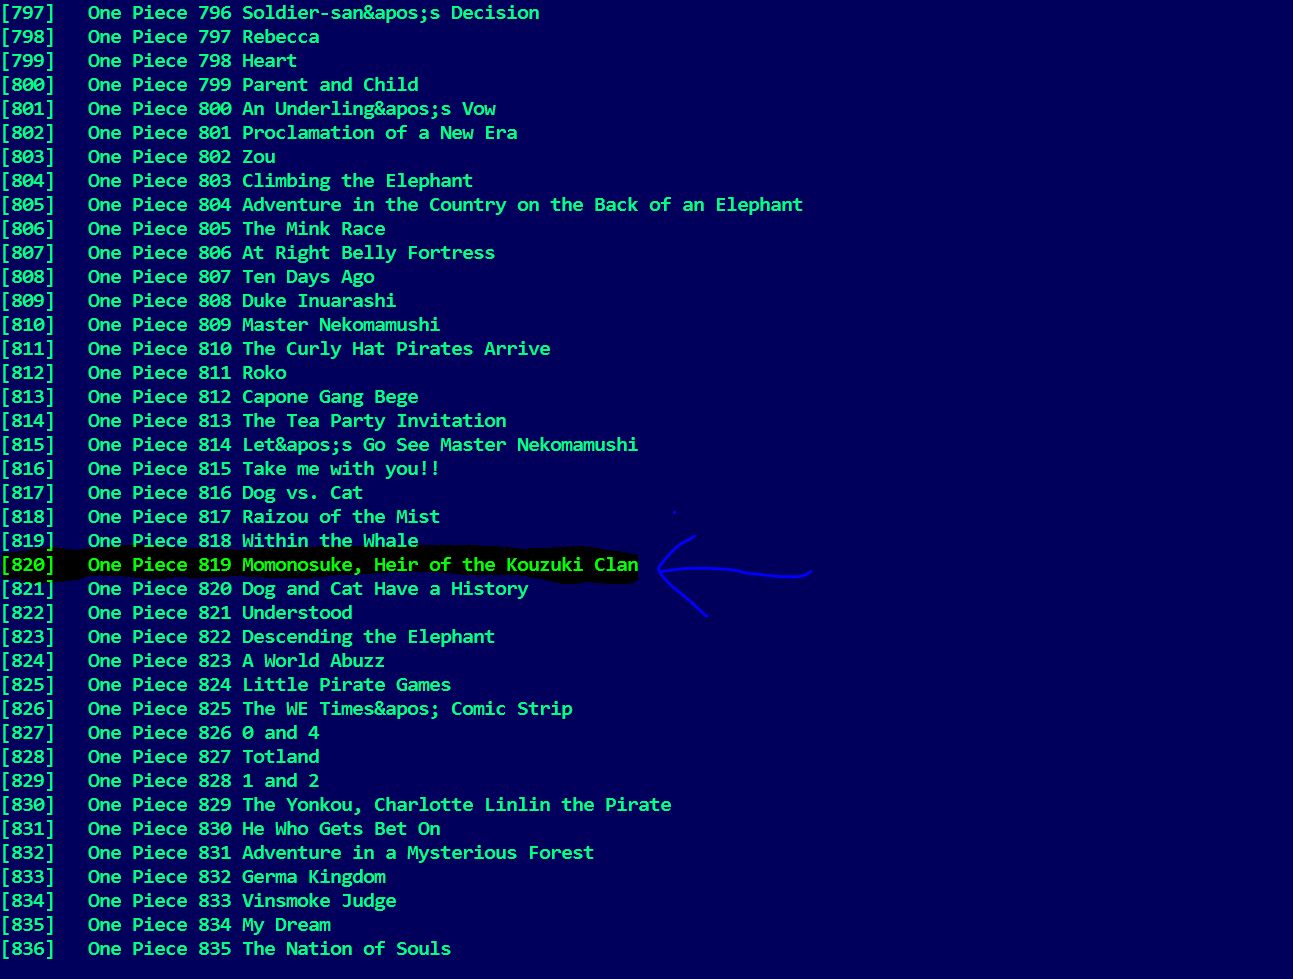 [797]   One Piece 796 Soldier-san&apos;s Decision
[798]   One Piece 797 Rebecca
[799]   One Piece 798 Heart
[800]   One Piece 799 Parent and Child
[801]   One Piece 800 An Underling&apos;s Vow
[802]   One Piece 801 Proclamation of a New Era
[803]   One Piece 802 Zou
[804]   One Piece 803 Climbing the Elephant
[805]   One Piece 804 Adventure in the Country on the Back of an Elephant
[806]   One Piece 805 The Mink Race
[807]   One Piece 806 At Right Belly Fortress
[808]   One Piece 807 Ten Days Ago
[809]   One Piece 808 Duke Inuarashi
[810]   One Piece 809 Master Nekomamushi
[811]   One Piece 810 The Curly Hat Pirates Arrive
[812]   One Piece 811 Roko
[813]   One Piece 812 Capone Gang Bege
[814]   One Piece 813 The Tea Party Invitation
[815]   One Piece 814 Let&apos;s Go See Master Nekomamushi
[816]   One Piece 815 Take me with you!!
[817]   One Piece 816 Dog vs. Cat
[818]   One Piece 817 Raizou of the Mist
[819]   One Piece 818 Within the Whale
[820]   One Piece 819 Momonosuke, Heir of the Kouzuki Clan
[821]   One Piece 820 Dog and Cat Have a History
[822]   One Piece 821 Understood
[823]   One Piece 822 Descending the Elephant
[824]   One Piece 823 A World Abuzz
[825]   One Piece 824 Little Pirate Games
[826]   One Piece 825 The WE Times&apos; Comic Strip
[827]   One Piece 826 0 and 4
[828]   One Piece 827 Totland
[829]   One Piece 828 1 and 2
[830]   One Piece 829 The Yonkou, Charlotte Linlin the Pirate
[831]   One Piece 830 He Who Gets Bet On
[832]   One Piece 831 Adventure in a Mysterious Forest
[833]   One Piece 832 Germa Kingdom
[834]   One Piece 833 Vinsmoke Judge
[835]   One Piece 834 My Dream
[836]   One Piece 835 The Nation of Souls